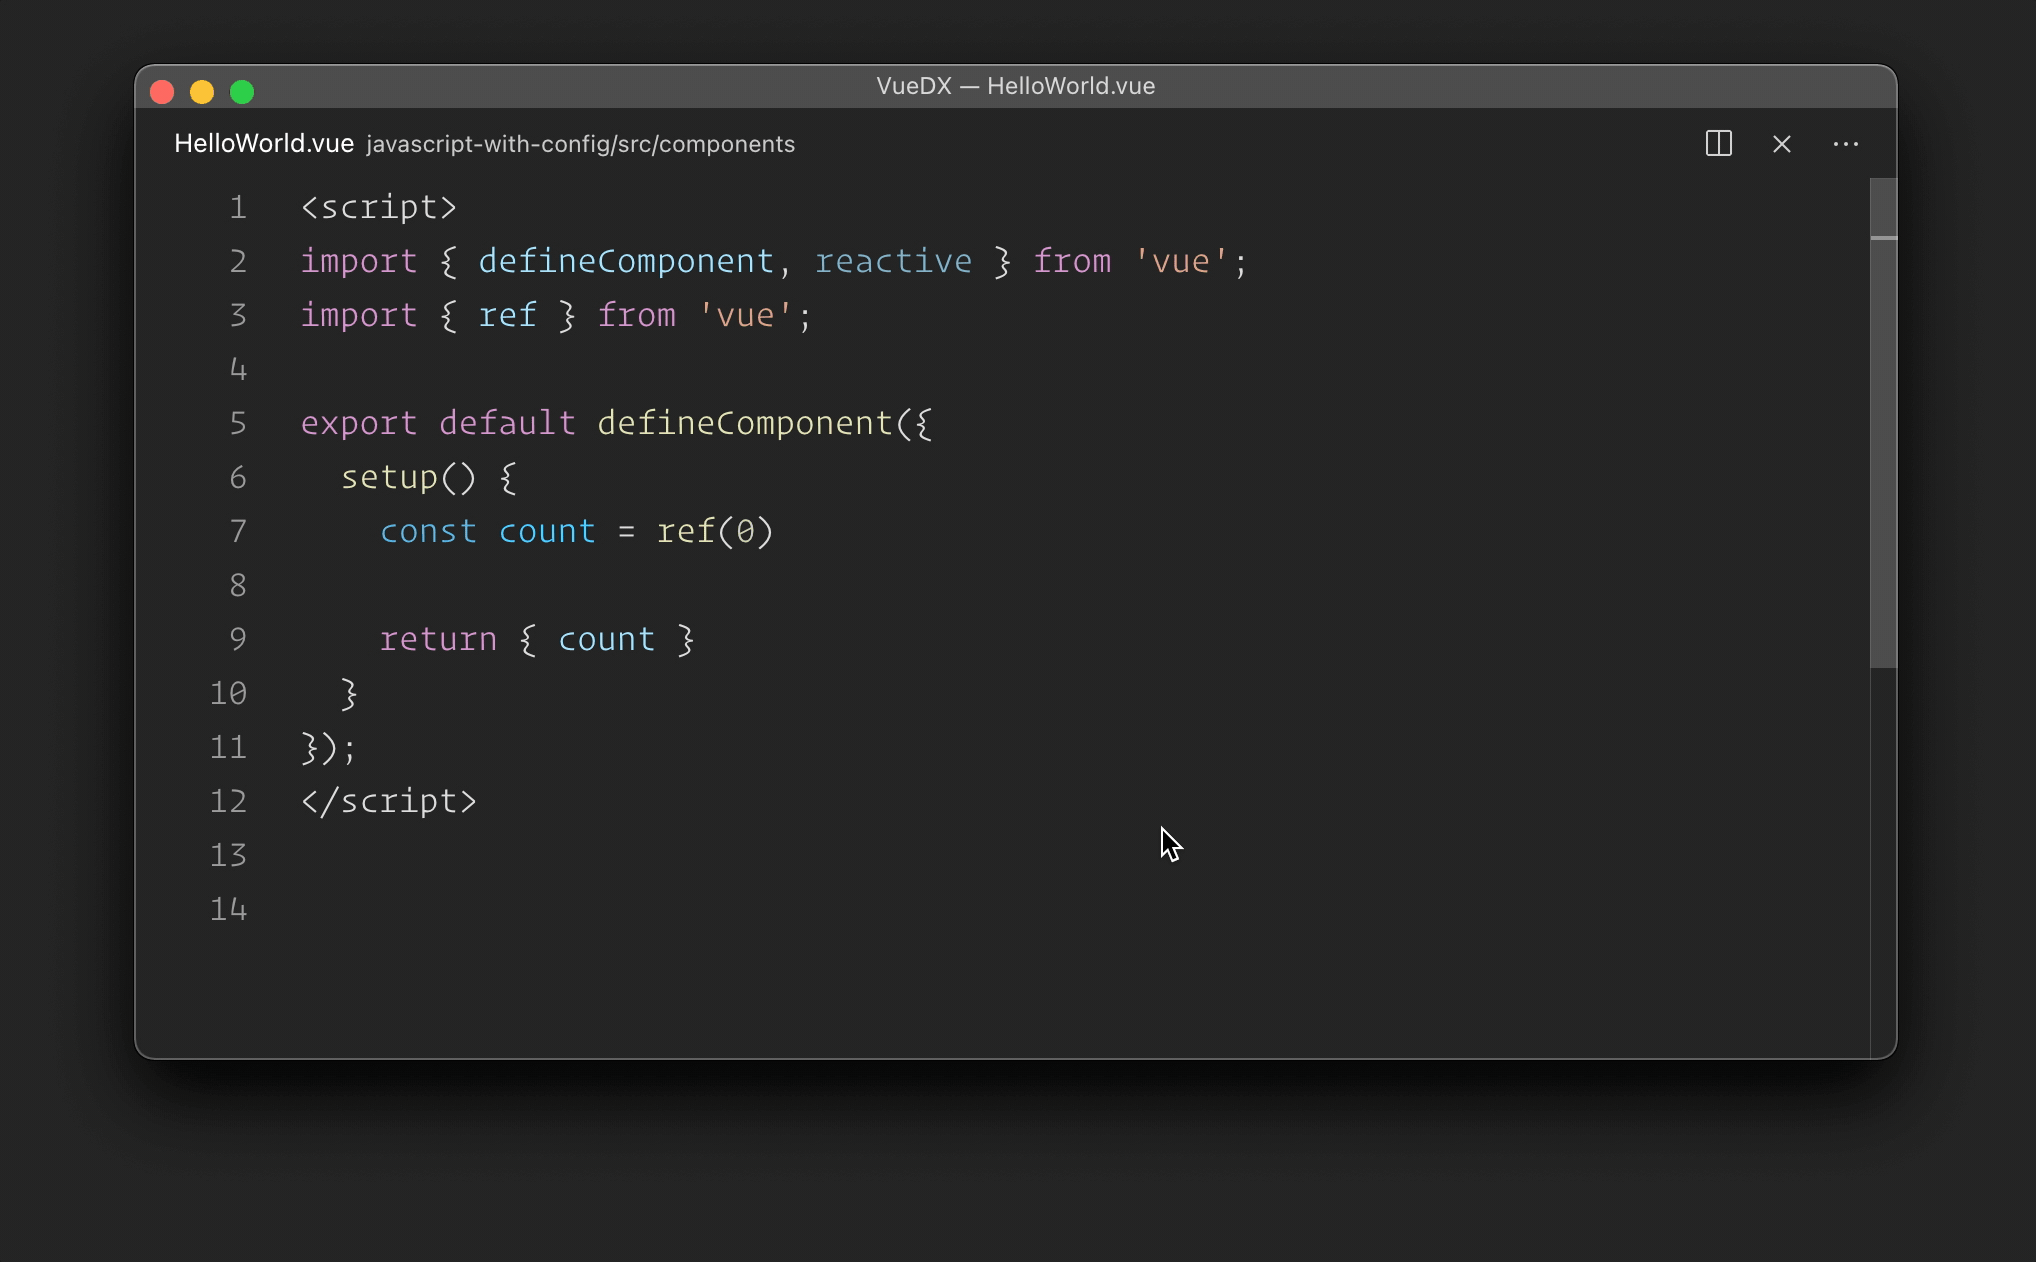 VueDX — HelloWorld.vue
HelloWorld.vue javascript-with-config/src/components
1 <script>
2 import { defineComponent, reactive } from 'vue';
3 import { ref } from 'vue';
4
5 export default defineComponent({
6   setup() {
7     const count = ref(0)
8
9     return { count }
10   }
11 });
12 </script>
13
14